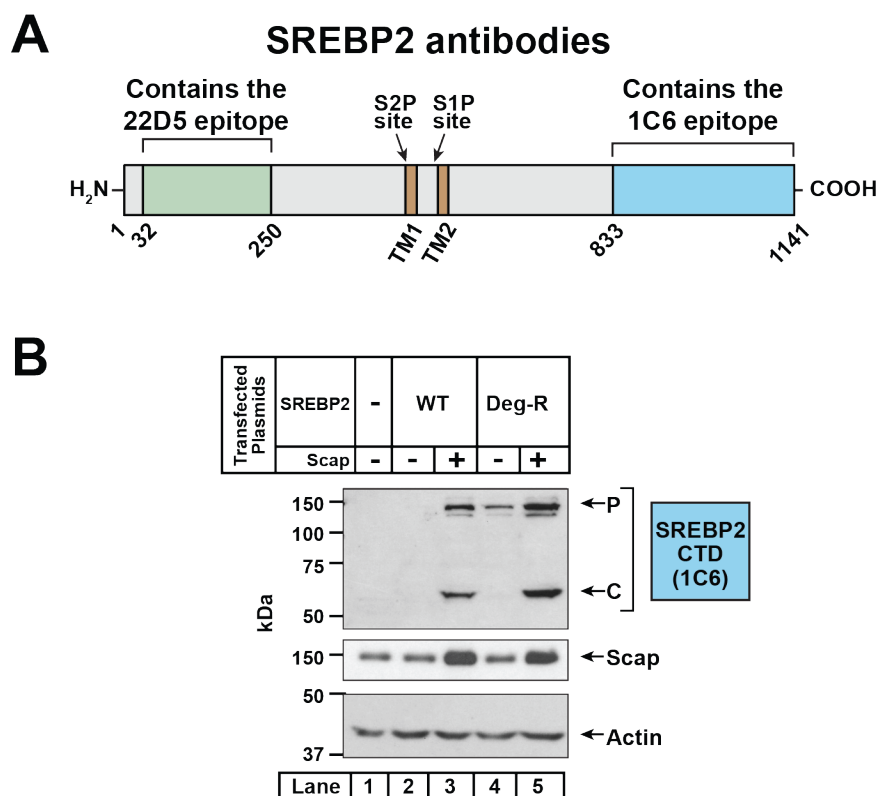 A
SREBP2 antibodies
Contains the
22D5 epitope
S2P
site
S1P
site
Contains the
1C6 epitope
H2N
COOH
1
32
250
TM1
TM2
833
1141
B
Transfected
Plasmids
SREBP2
-
WT
Deg-R
Scap
-
-
+
-
+
kDa
150
100
75
50
P
C
SREBP2
CTD
(1C6)
150
Scap
50
37
Actin
Lane 1 2 3 4 5